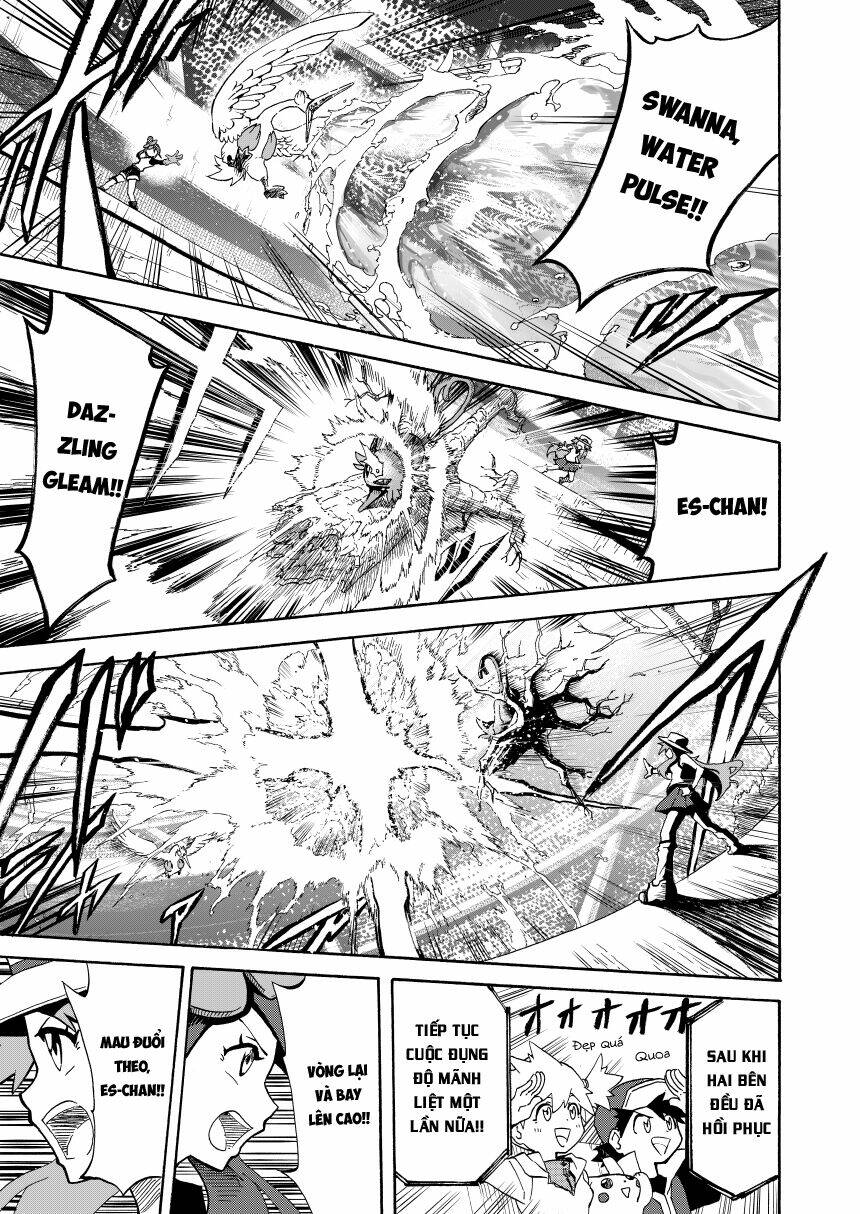 SWANNA,
WATER
PULSE!!
ES-CHAN!
DAZ-
ZLING
GLEAM!!
SAU KHI
HAI BÊN
ĐỀU ĐÃ
HỒI PHỤC
オオオオオ
Đẹp quá
Quoa
TIẾP TỤC
CUỘC ĐỤNG
ĐỘ MÃNH
LIỆT MỘT
LẦN NỮA!!
VÒNG LẠI
VÀ BAY
LÊN CAO!!
MAU ĐUỔI
THEO,
ES-CHAN!!